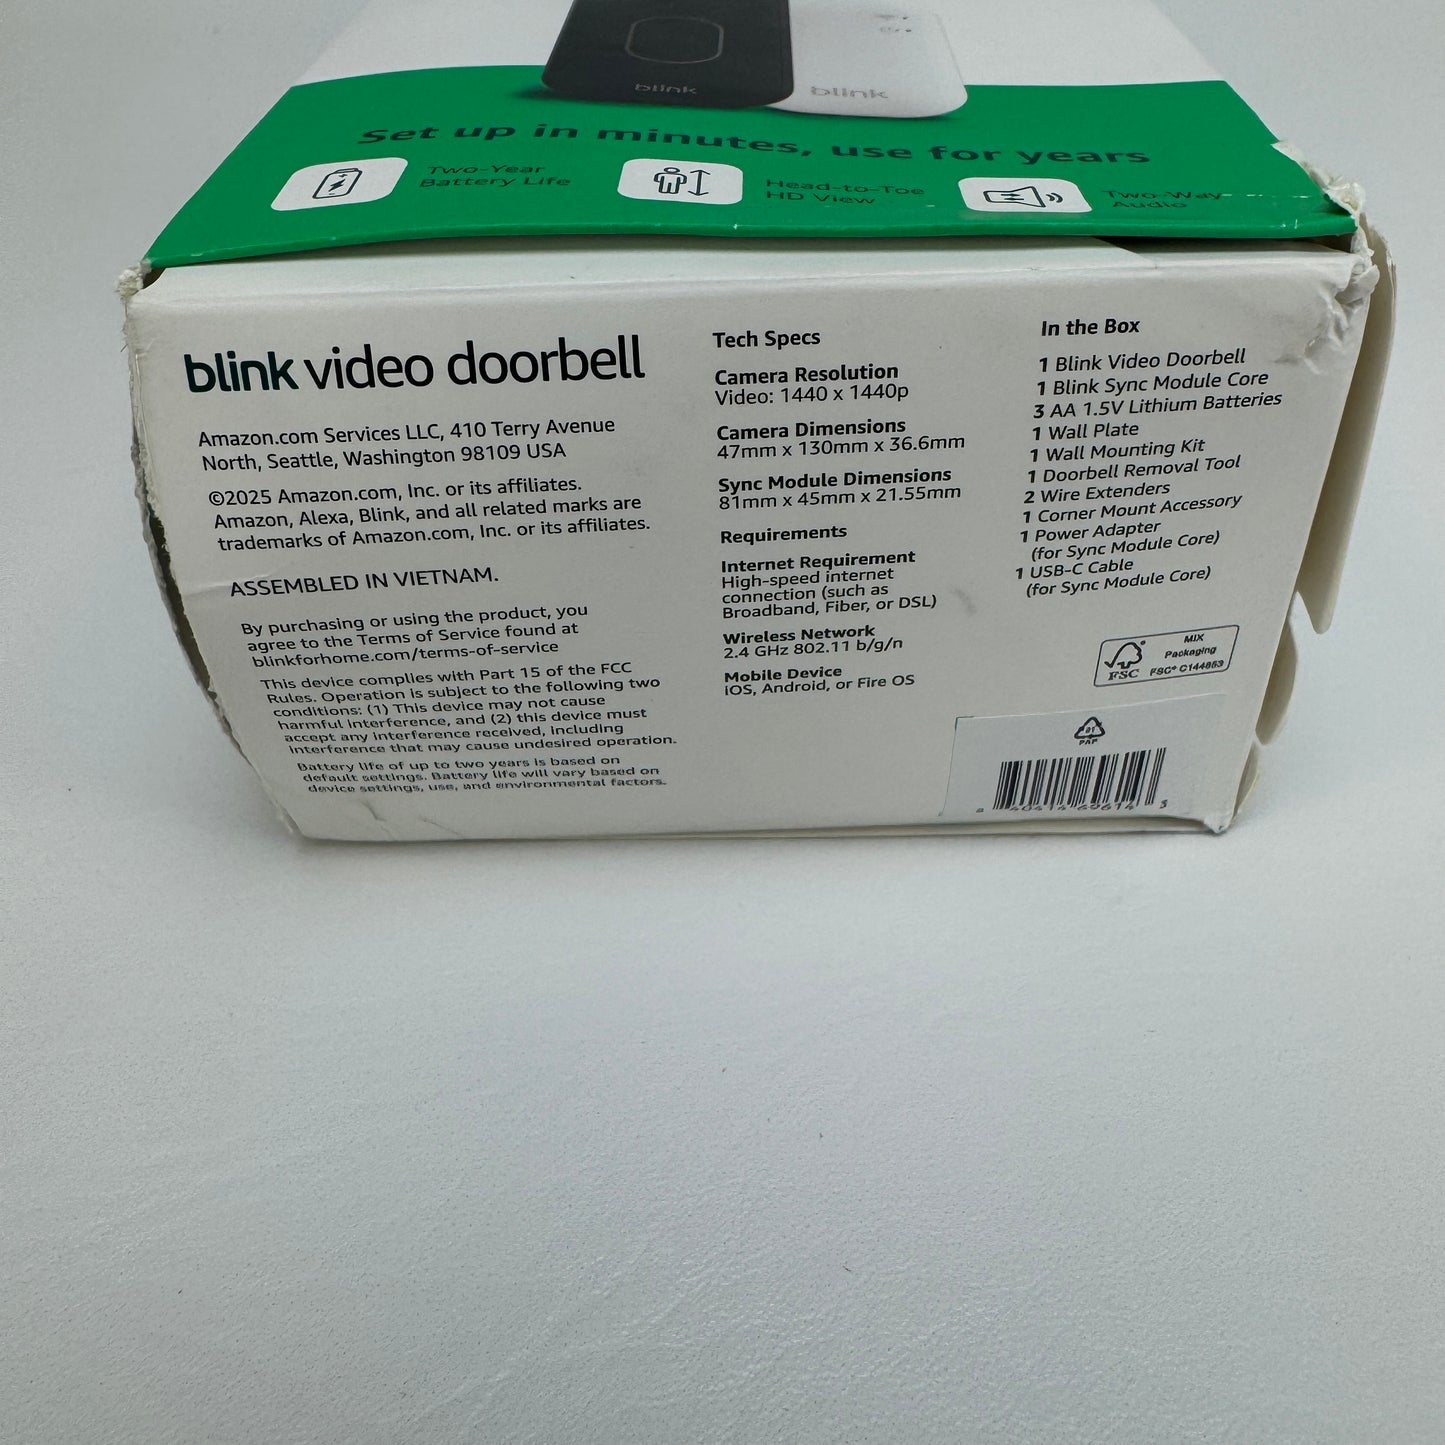 blink
blink
Set up in minutes, use for years
Two-Year
Battery Life
Head-to-Toe
HD View
Two-Way
Audio
blink video doorbell
Amazon.com Services LLC, 410 Terry Avenue
North, Seattle, Washington 98109 USA
©2025 Amazon.com, Inc. or its affiliates.
Amazon, Alexa, Blink, and all related marks are
trademarks of Amazon.com, Inc. or its affiliates.
ASSEMBLED IN VIETNAM.
By purchasing or using the product, you
agree to the Terms of Service found at
blinkforhome.com/terms-of-service
This device complies with Part 15 of the FCC
Rules. Operation is subject to the following two
conditions: (1) This device may not cause
harmful interference, and (2) this device must
accept any interference received, including
interference that may cause undesired operation.
Battery life of up to two years is based on
default settings. Battery life will vary based on
device settings, use, and environmental factors.
Tech Specs
Camera Resolution
Video: 1440 x 1440p
Camera Dimensions
47mm x 130mm x 36.6mm
Sync Module Dimensions
81mm x 45mm x 21.55mm
Requirements
Internet Requirement
High-speed internet
connection (such as
Broadband, Fiber, or DSL)
Wireless Network
2.4 GHz 802.11 b/g/n
Mobile Device
iOS, Android, or Fire OS
In the Box
1 Blink Video Doorbell
1 Blink Sync Module Core
3 AA 1.5V Lithium Batteries
1 Wall Plate
1 Wall Mounting Kit
1 Doorbell Removal Tool
2 Wire Extenders
1 Corner Mount Accessory
1 Power Adapter
(for Sync Module Core)
1 USB-C Cable
(for Sync Module Core)
FSC
MIX
Packaging
FSC® C144853
21
PAP
8 40414 69614 3